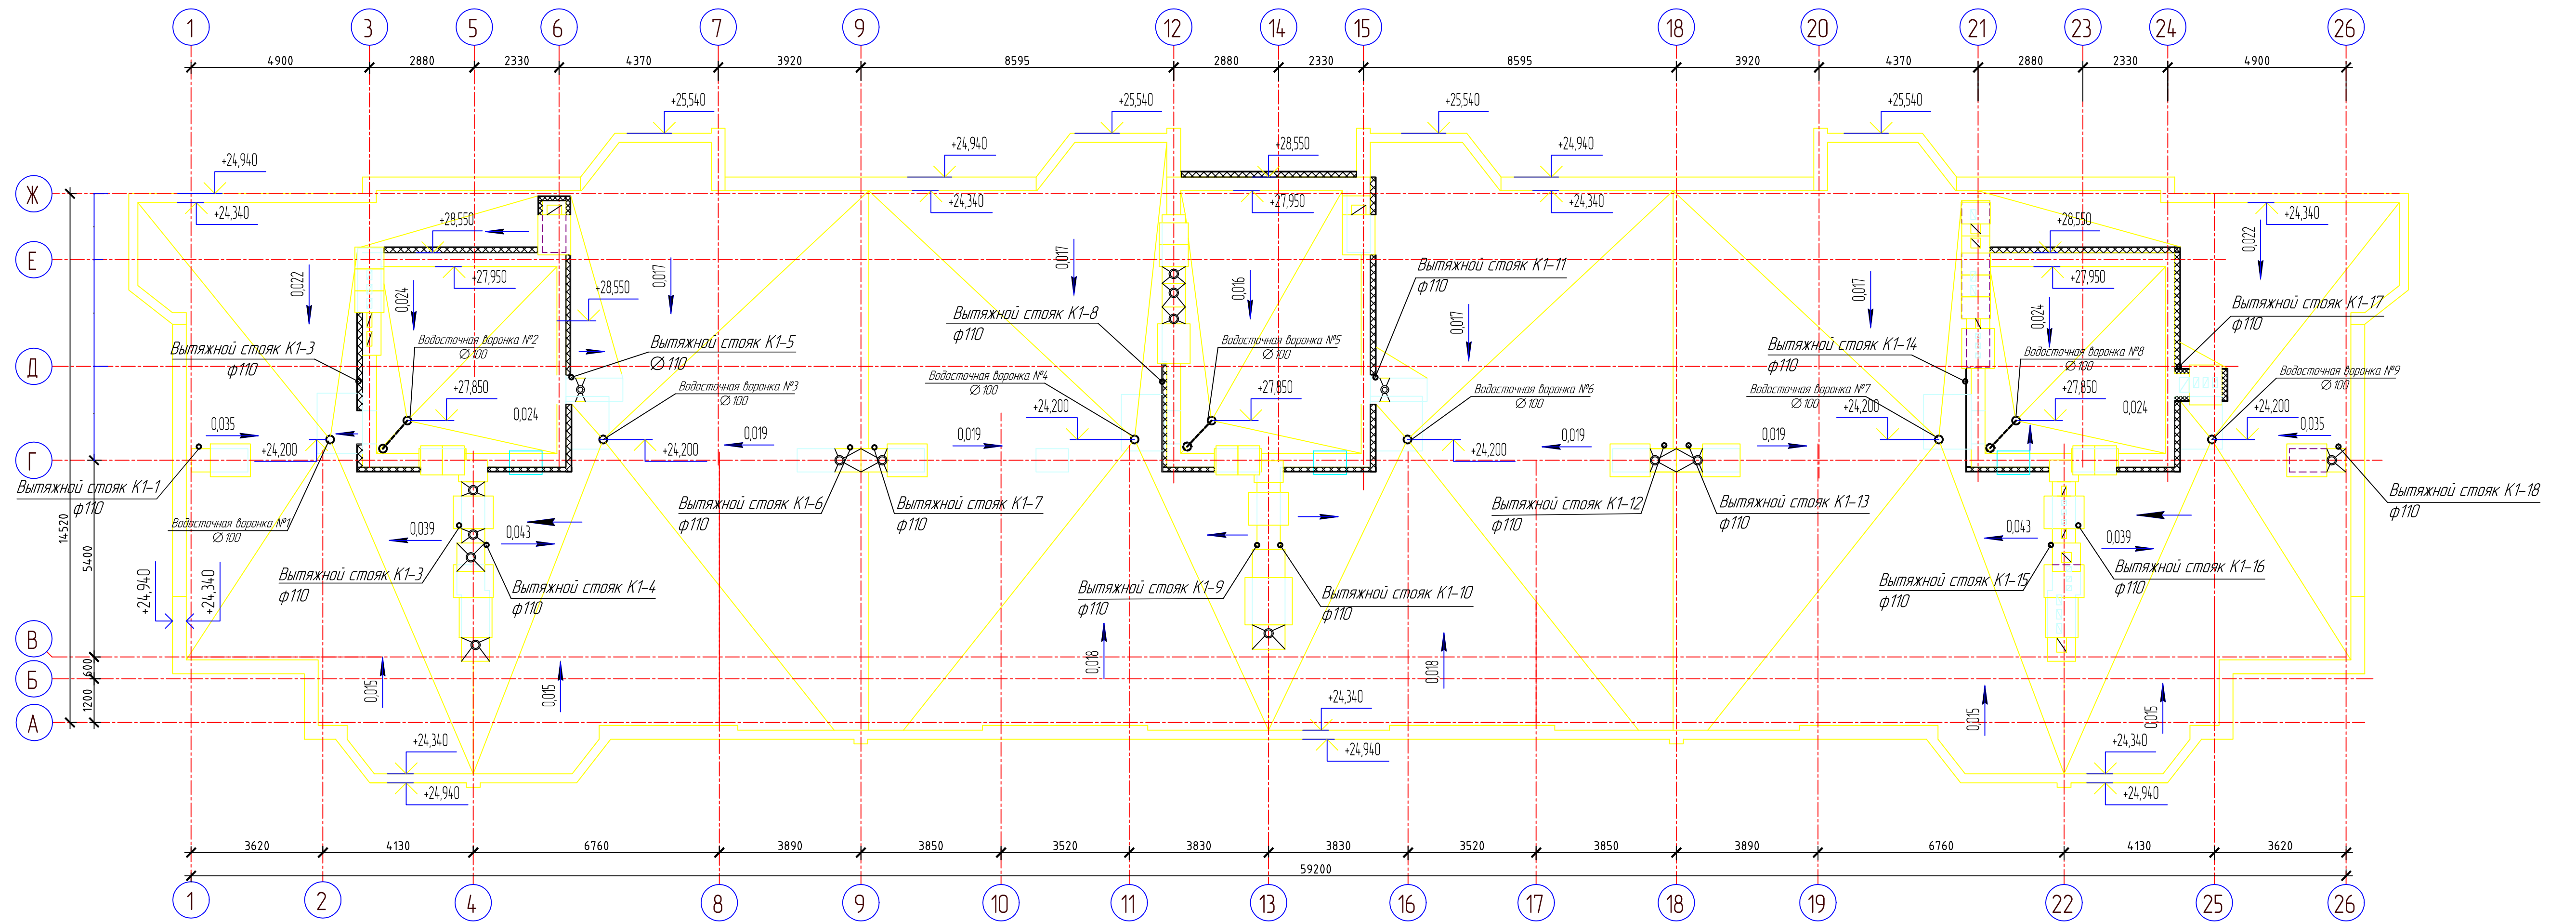 1 3 5 6 7 9 12 14 15 18 20 21 23 24 26
4900 2880 2330 4370 3920 8595 2880 2330 8595 3920 4370 2880 2330 4900
+25,540 +25,540 +25,540 +25,540
+24,940 +24,940 +28,550 +24,940
Ж
+24,340 +24,340 +27,950 +24,340 +24,340
+28,550 +28,550
Е
0,022 0,024 +27,950 0,017 0,017 0,016 0,017 0,017 0,024 +27,950 0,022
+28,550
Вытяжной стояк К1-11
ф110
Вытяжной стояк К1-17
ф110
Вытяжной стояк К1-8
ф110
Вытяжной стояк К1-3
ф110
Водосточная воронка №2
∅100
Вытяжной стояк К1-5
∅110
Водосточная воронка №5
∅100
Вытяжной стояк К1-14
ф110
Водосточная воронка №8
∅100
Д
Водосточная воронка №3
∅100
Водосточная воронка №4
∅100
Водосточная воронка №6
∅100
Водосточная воронка №7
∅100
Водосточная воронка №9
∅100
+27,850 +27,850 +27,850
0,024 0,024
+24,200 +24,200 +24,200
0,035 0,035
+24,200 +24,200 +24,200
0,019 0,019 0,019 0,019
Г
Вытяжной стояк К1-1
ф110
Вытяжной стояк К1-6
ф110
Вытяжной стояк К1-7
ф110
Вытяжной стояк К1-12
ф110
Вытяжной стояк К1-13
ф110
Вытяжной стояк К1-18
ф110
Водосточная воронка №1
∅100
0,039 0,043 0,043 0,039
14520
5400
Вытяжной стояк К1-3
ф110
Вытяжной стояк К1-4
ф110
Вытяжной стояк К1-9
ф110
Вытяжной стояк К1-10
ф110
Вытяжной стояк К1-15
ф110
Вытяжной стояк К1-16
ф110
+24,940 +24,340
В
600
0,018 0,018
Б
1200
0,015 0,015 0,015 0,015
А
+24,340
+24,940
+24,340 +24,340
+24,940 +24,940
3620 4130 6760 3890 3850 3520 3830 3830 3520 3850 3890 6760 4130 3620
59200
1 2 4 8 9 10 11 13 16 17 18 19 22 25 26